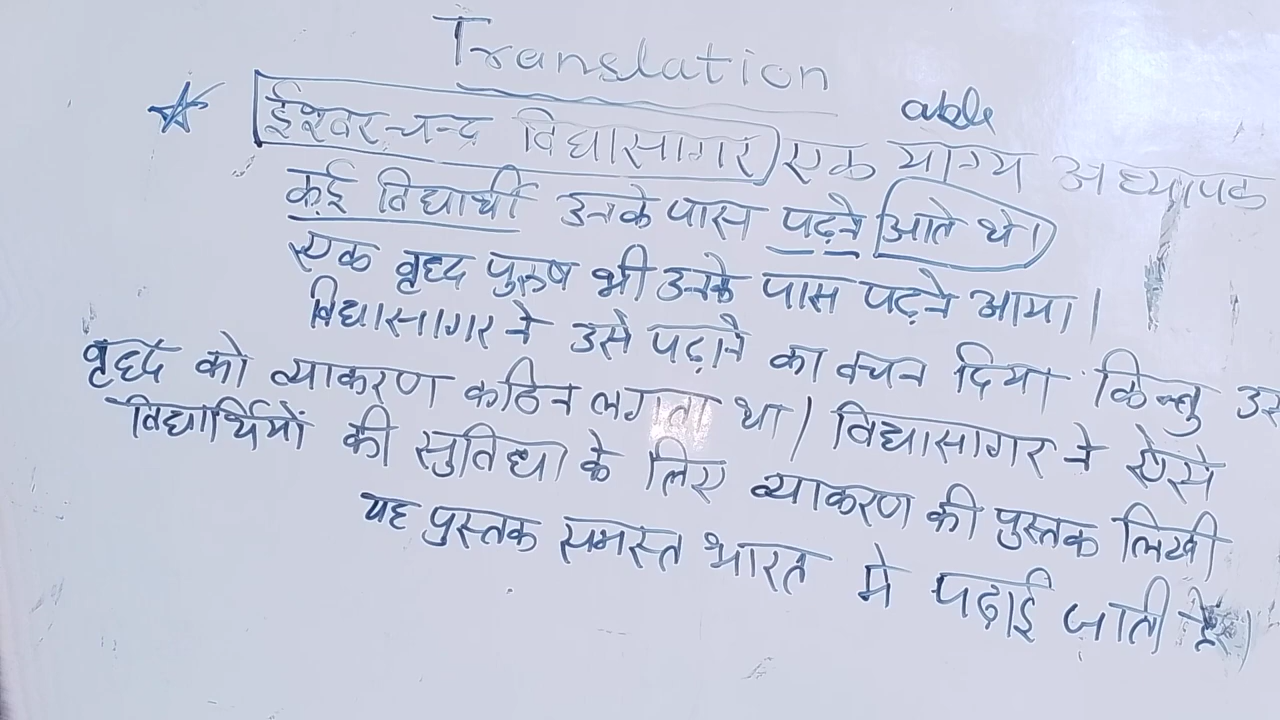 Translation
able
ईश्वरचन्द्र विद्यासागर एक योग्य अध्यापक
कई विद्यार्थी उनके पास पढ़ने आते थे।
एक वृध्द पुरुष भी उनके पास पढ़ने आया।
विद्यासागर ने उसे पढ़ाने का वचन दिया किन्तु
वृध्द को व्याकरण कठिन लगता था। विद्यासागर ने ऐसे
विद्यार्थियों की सुविधा के लिए व्याकरण की पुस्तक लिखी
यह पुस्तक समस्त भारत मे पढ़ाई जाती है।